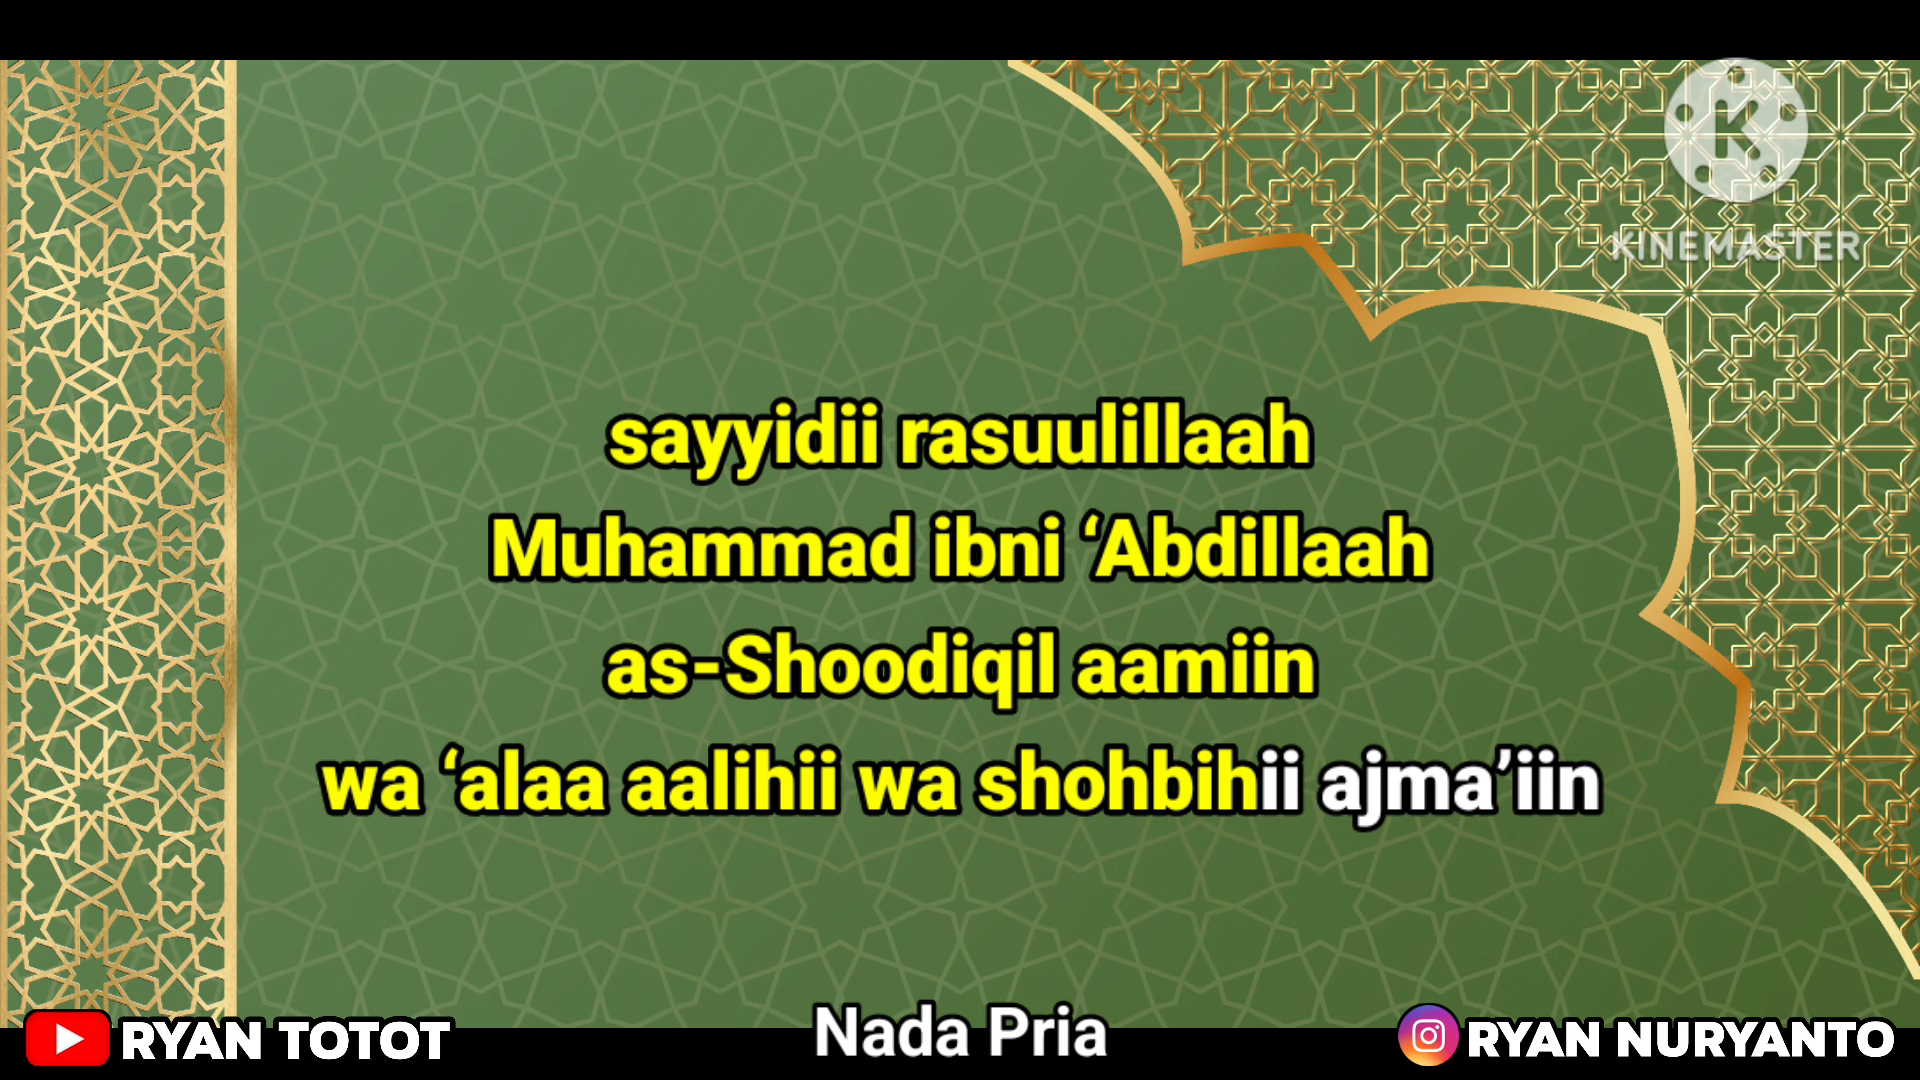 KINEMASTER
sayyidii rasuulillaah
Muhammad ibni ‘Abdillaah
as-Shoodiqil aamiin
wa ‘alaa aalihii wa shohbihii ajma’iin
Nada Pria
RYAN TOTOT
RYAN NURYANTO